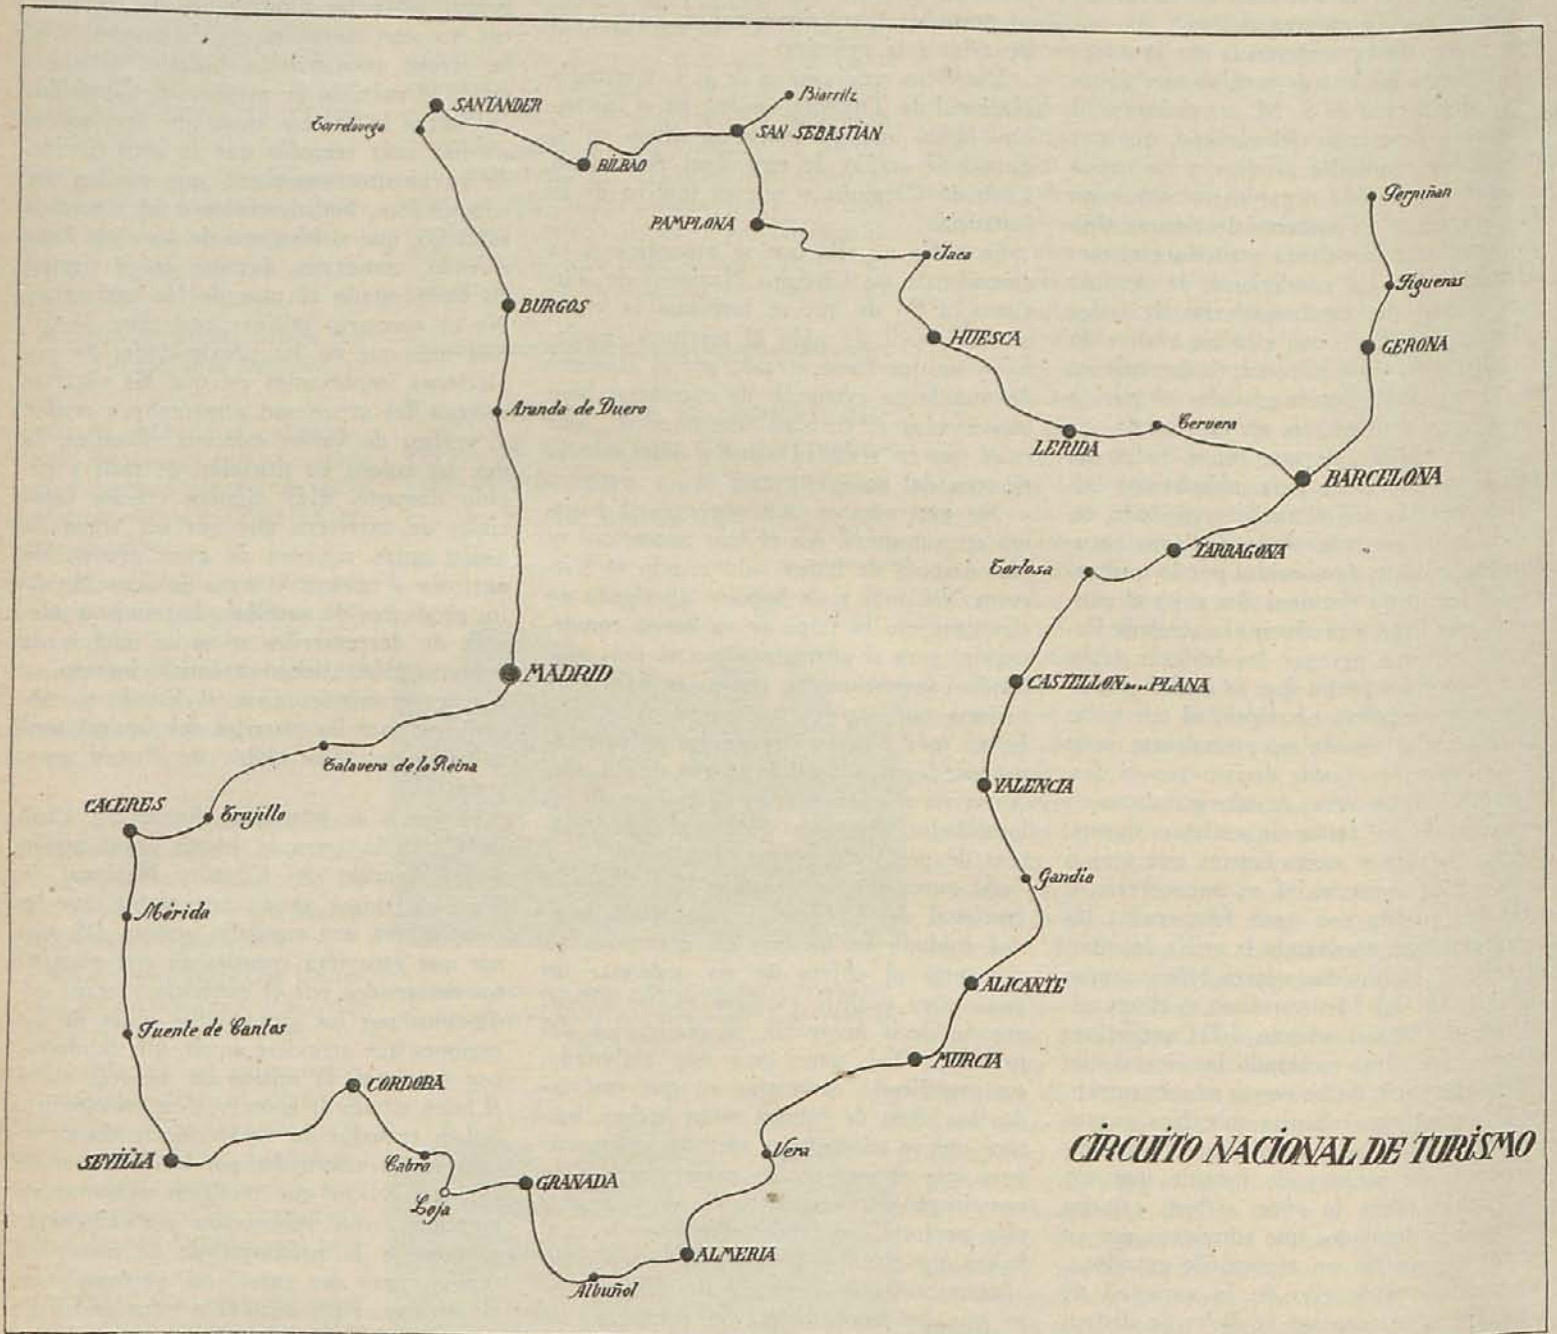 Biarritz
SANTANDER
Torrelavega
SAN SEBASTIAN
BILBAO
Perpiñan
PAMPLONA
Jaca
Figueras
BURGOS
HUESCA
GERONA
Aranda de Duero
Cervera
LERIDA
BARCELONA
TARRAGONA
Tortosa
MADRID
CASTELLON DE LA PLANA
Talavera de la Reina
VALENCIA
CACERES
Trujillo
Gandia
Mérida
ALICANTE
Fuente de Cantos
MURCIA
CORDOBA
CIRCUITO NACIONAL DE TURISMO
Vera
SEVILLA
Cabra
GRANADA
Loja
ALMERIA
Albuñol